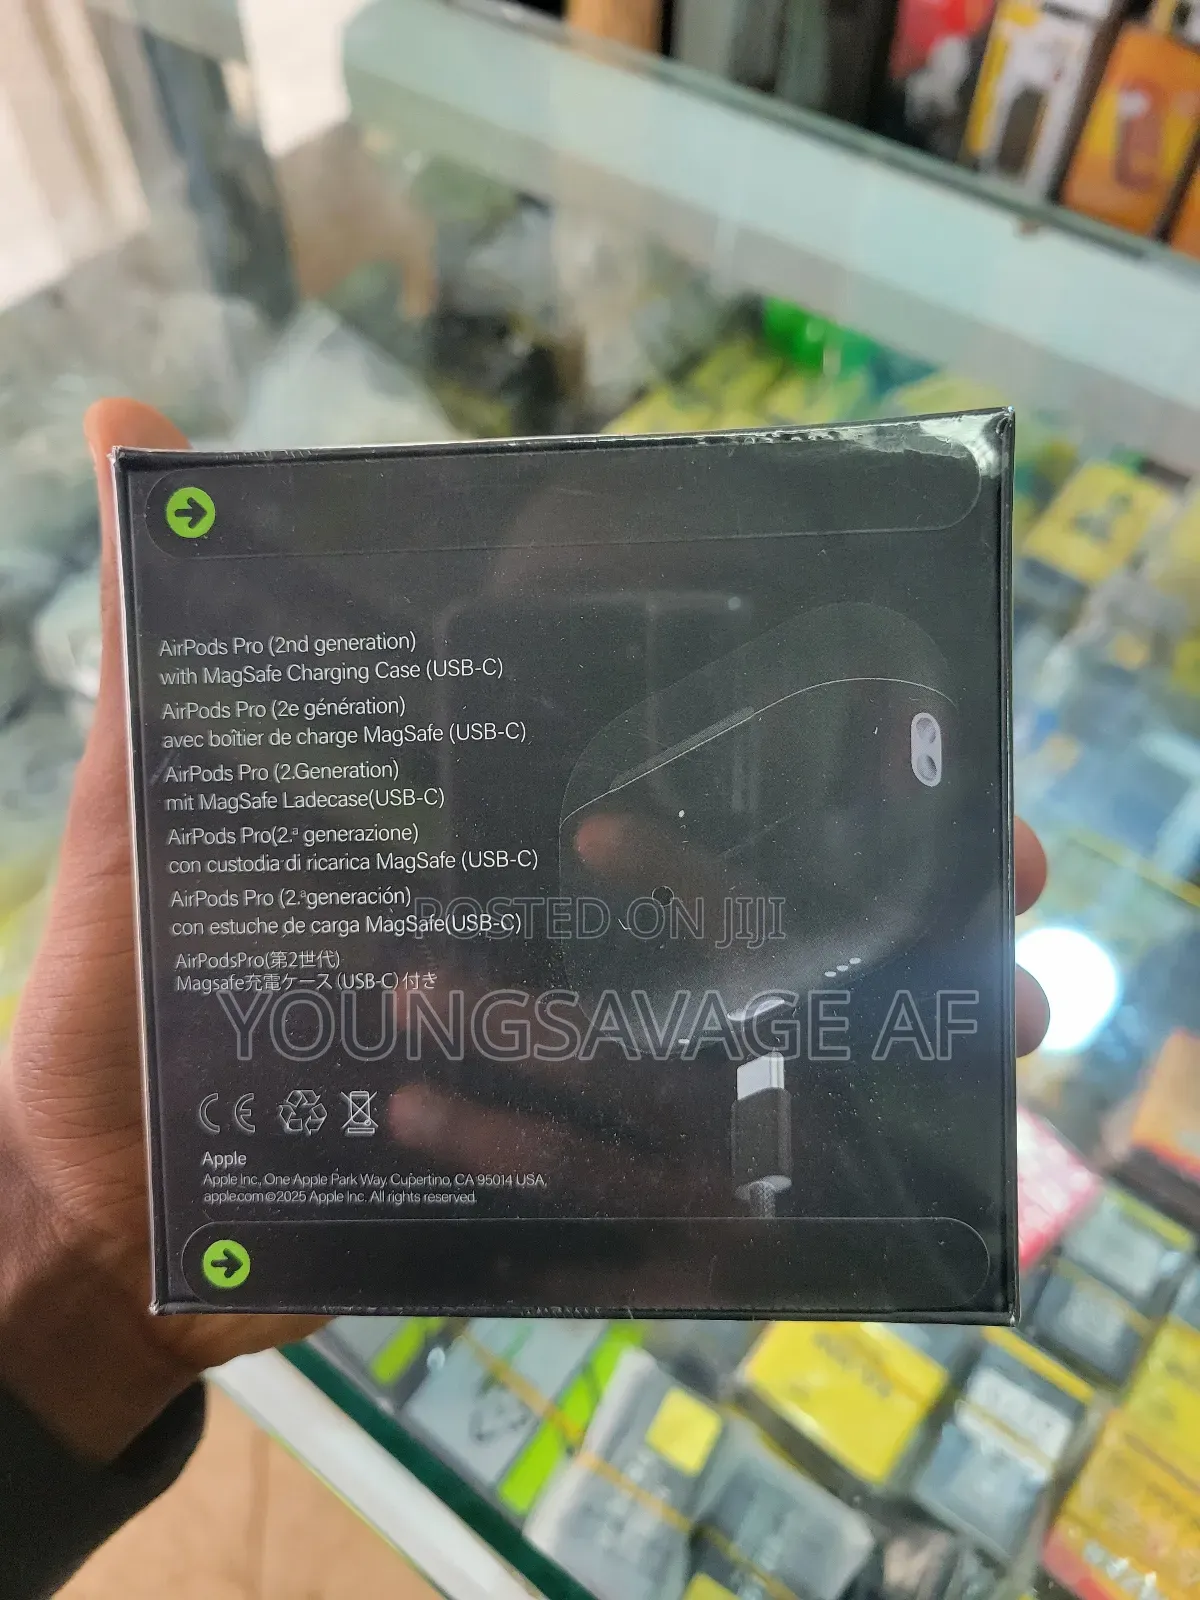 AirPods Pro (2nd generation)
with MagSafe Charging Case (USB-C)
AirPods Pro (2e génération)
avec boîtier de charge MagSafe (USB-C)
AirPods Pro (2.Generation)
mit MagSafe Ladecase(USB-C)
AirPods Pro(2.ª generazione)
con custodia di ricarica MagSafe (USB-C)
AirPods Pro (2.ªgeneración)
con estuche de carga MagSafe(USB-C)
POSTED ON JIJI
AirPodsPro(第2世代)
Magsafe充電ケース（USB-C）付き
YOUNGSAVAGE AF
CE
Apple
Apple Inc, One Apple Park Way Cupertino, CA 95014 USA,
apple.com©2025 Apple Inc. All rights reserved.